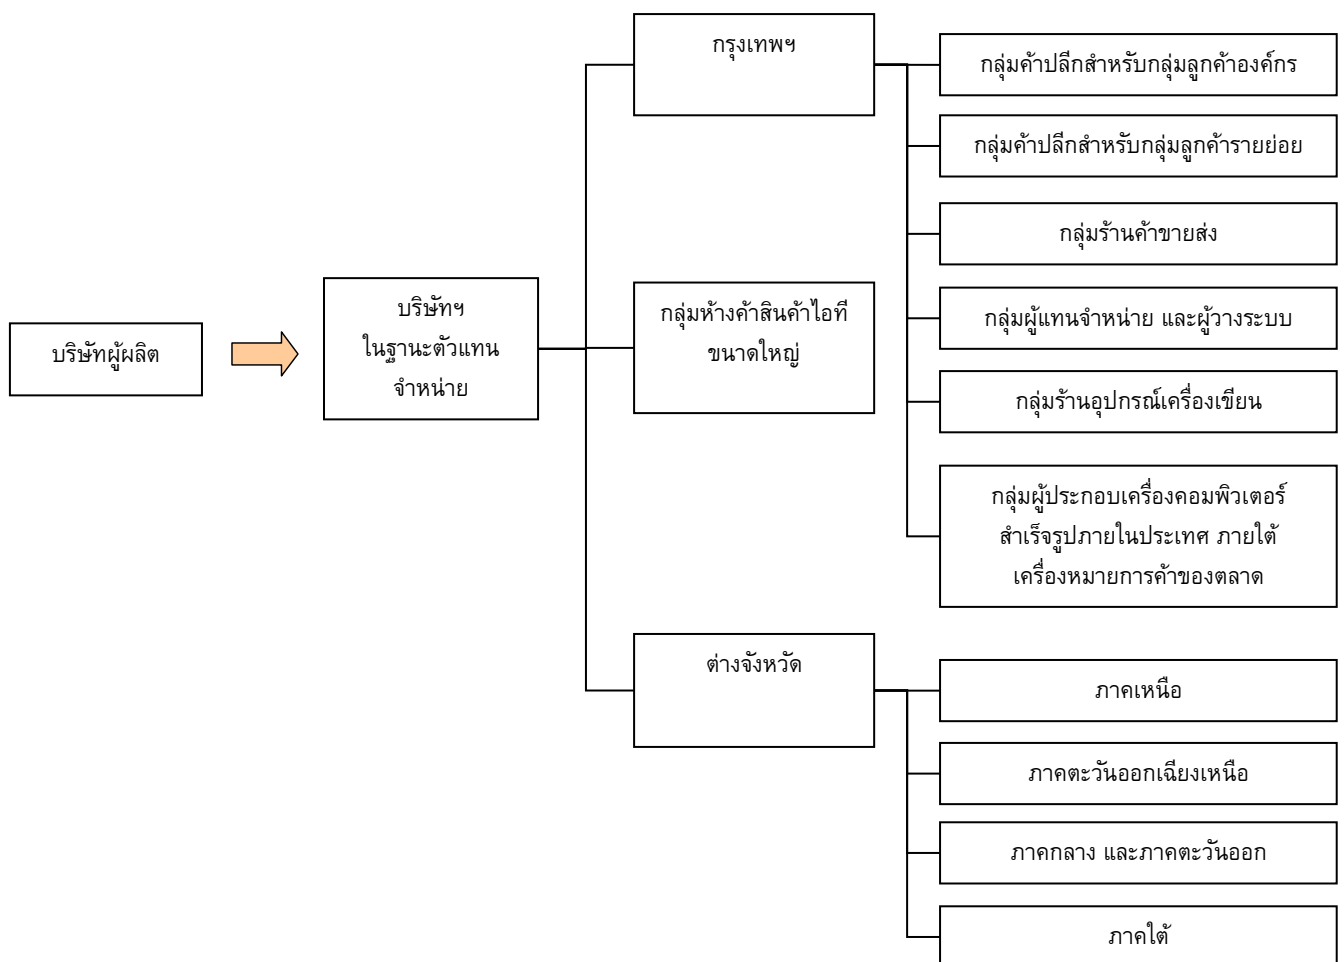 บริษัทผู้ผลิต
บริษัทฯ
ในฐานะตัวแทน
จำหน่าย
กรุงเทพฯ
กลุ่มค้าปลีกสำหรับกลุ่มลูกค้าองค์กร
กลุ่มค้าปลีกสำหรับกลุ่มลูกค้ารายย่อย
กลุ่มร้านค้าขายส่ง
กลุ่มผู้แทนจำหน่าย และผู้วางระบบ
กลุ่มร้านอุปกรณ์เครื่องเขียน
กลุ่มผู้ประกอบเครื่องคอมพิวเตอร์
สำเร็จรูปภายในประเทศ ภายใต้
เครื่องหมายการค้าของตลาด
กลุ่มห้างค้าสินค้าไอที
ขนาดใหญ่
ต่างจังหวัด
ภาคเหนือ
ภาคตะวันออกเฉียงเหนือ
ภาคกลาง และภาคตะวันออก
ภาคใต้